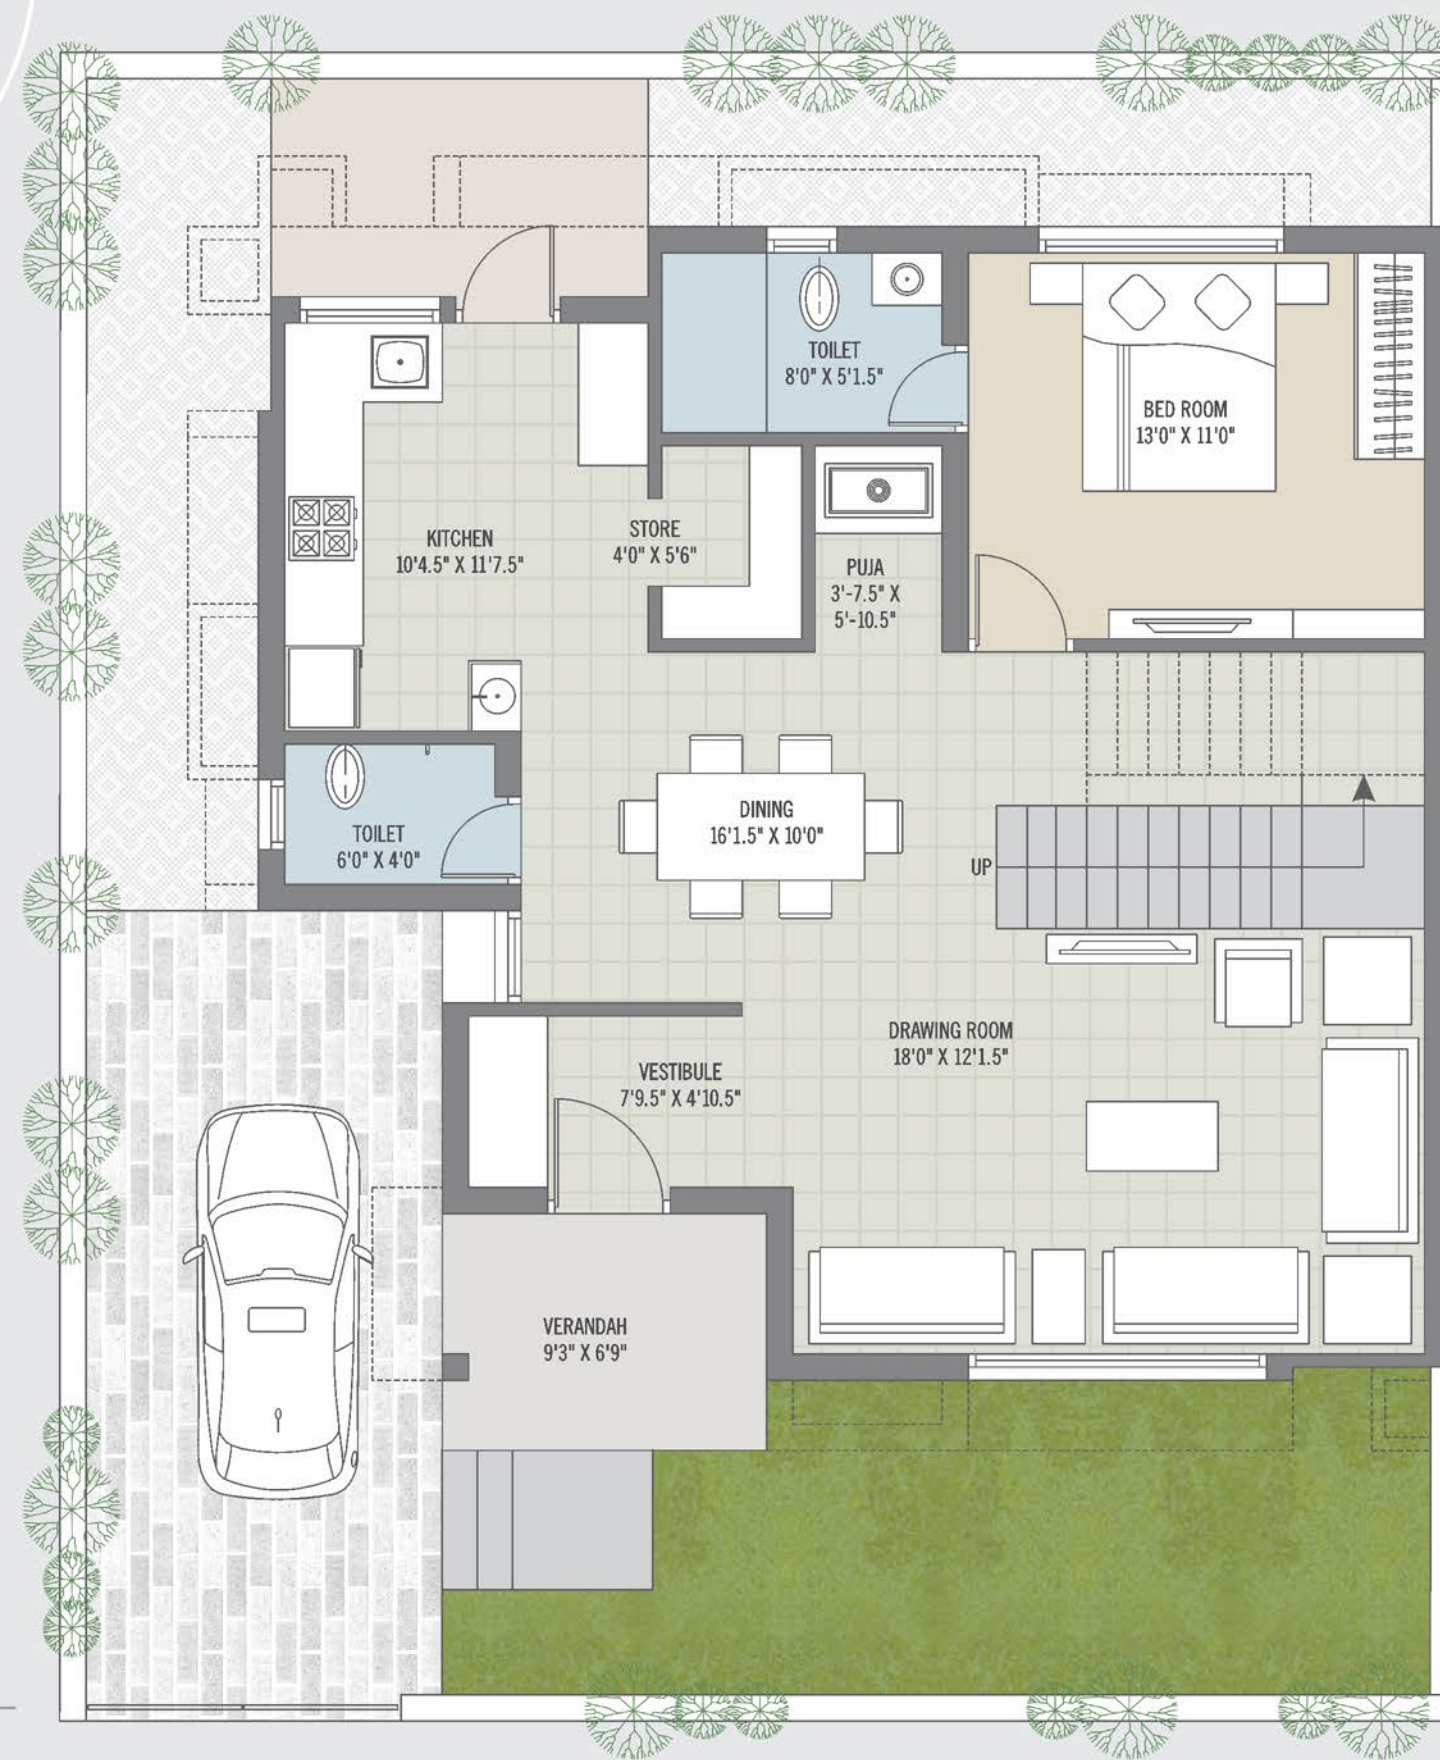 TOILET
8'0" X 5'1.5"
BED ROOM
13'0" X 11'0"
KITCHEN
10'4.5" X 11'7.5"
STORE
4'0" X 5'6"
PUJA
3'-7.5" X
5'-10.5"
TOILET
6'0" X 4'0"
DINING
16'1.5" X 10'0"
UP
DRAWING ROOM
18'0" X 12'1.5"
VESTIBULE
7'9.5" X 4'10.5"
VERANDAH
9'3" X 6'9"